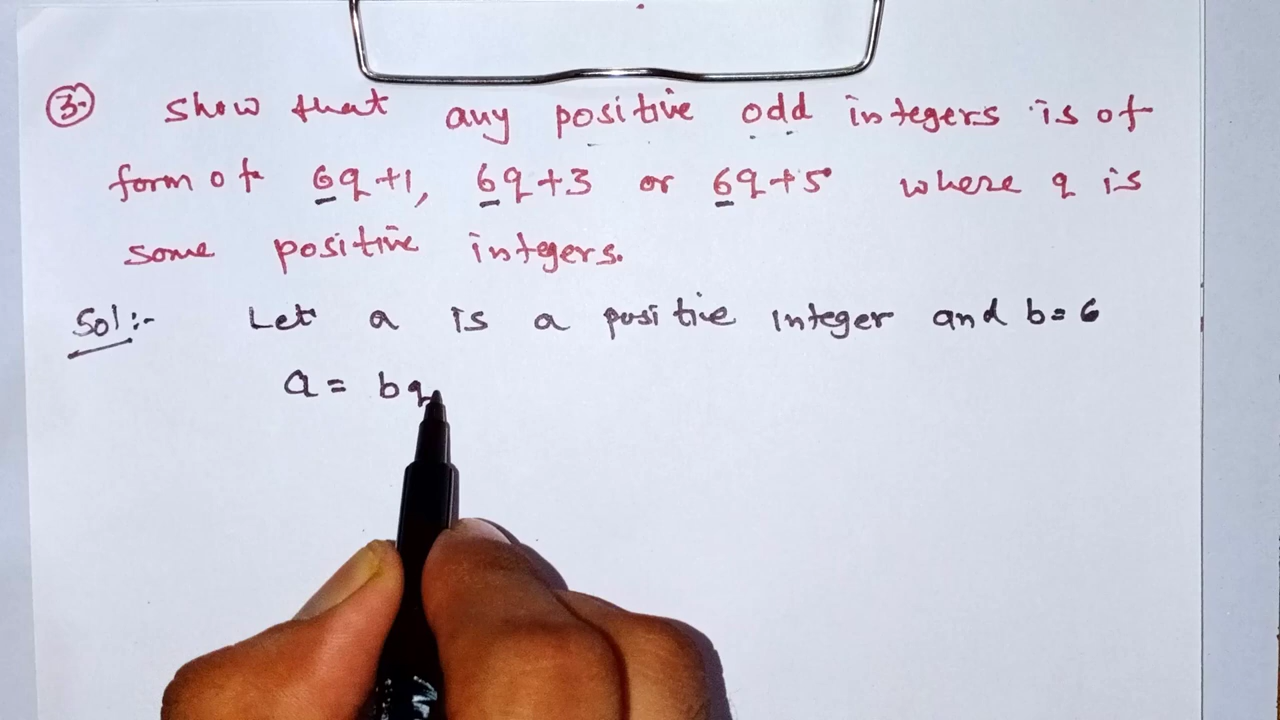 3. Show that any positive odd integers is of
form of 6q+1, 6q+3 or 6q+5 where q is
some positive integers.
Sol:- Let a is a positive integer and b=6
a = bq